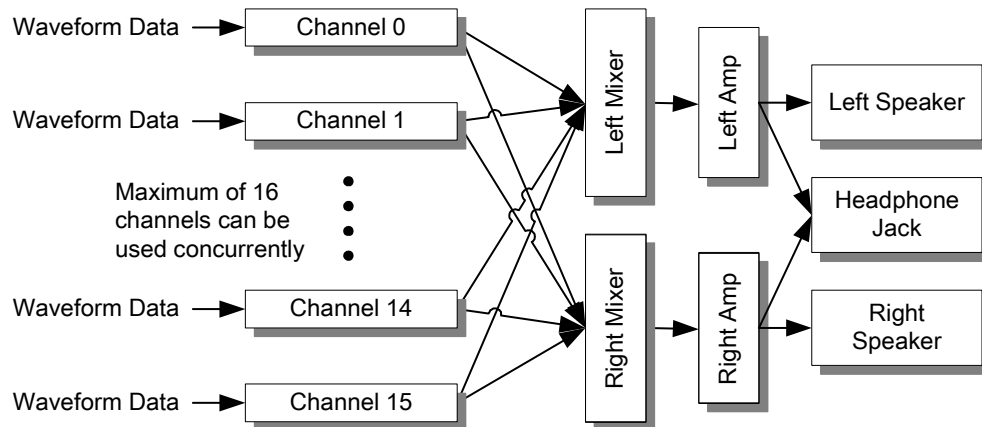 Waveform Data
Channel 0
Waveform Data
Channel 1
Maximum of 16
channels can be
used concurrently
Waveform Data
Channel 14
Waveform Data
Channel 15
Left Mixer
Right Mixer
Left Amp
Right Amp
Left Speaker
Headphone
Jack
Right
Speaker